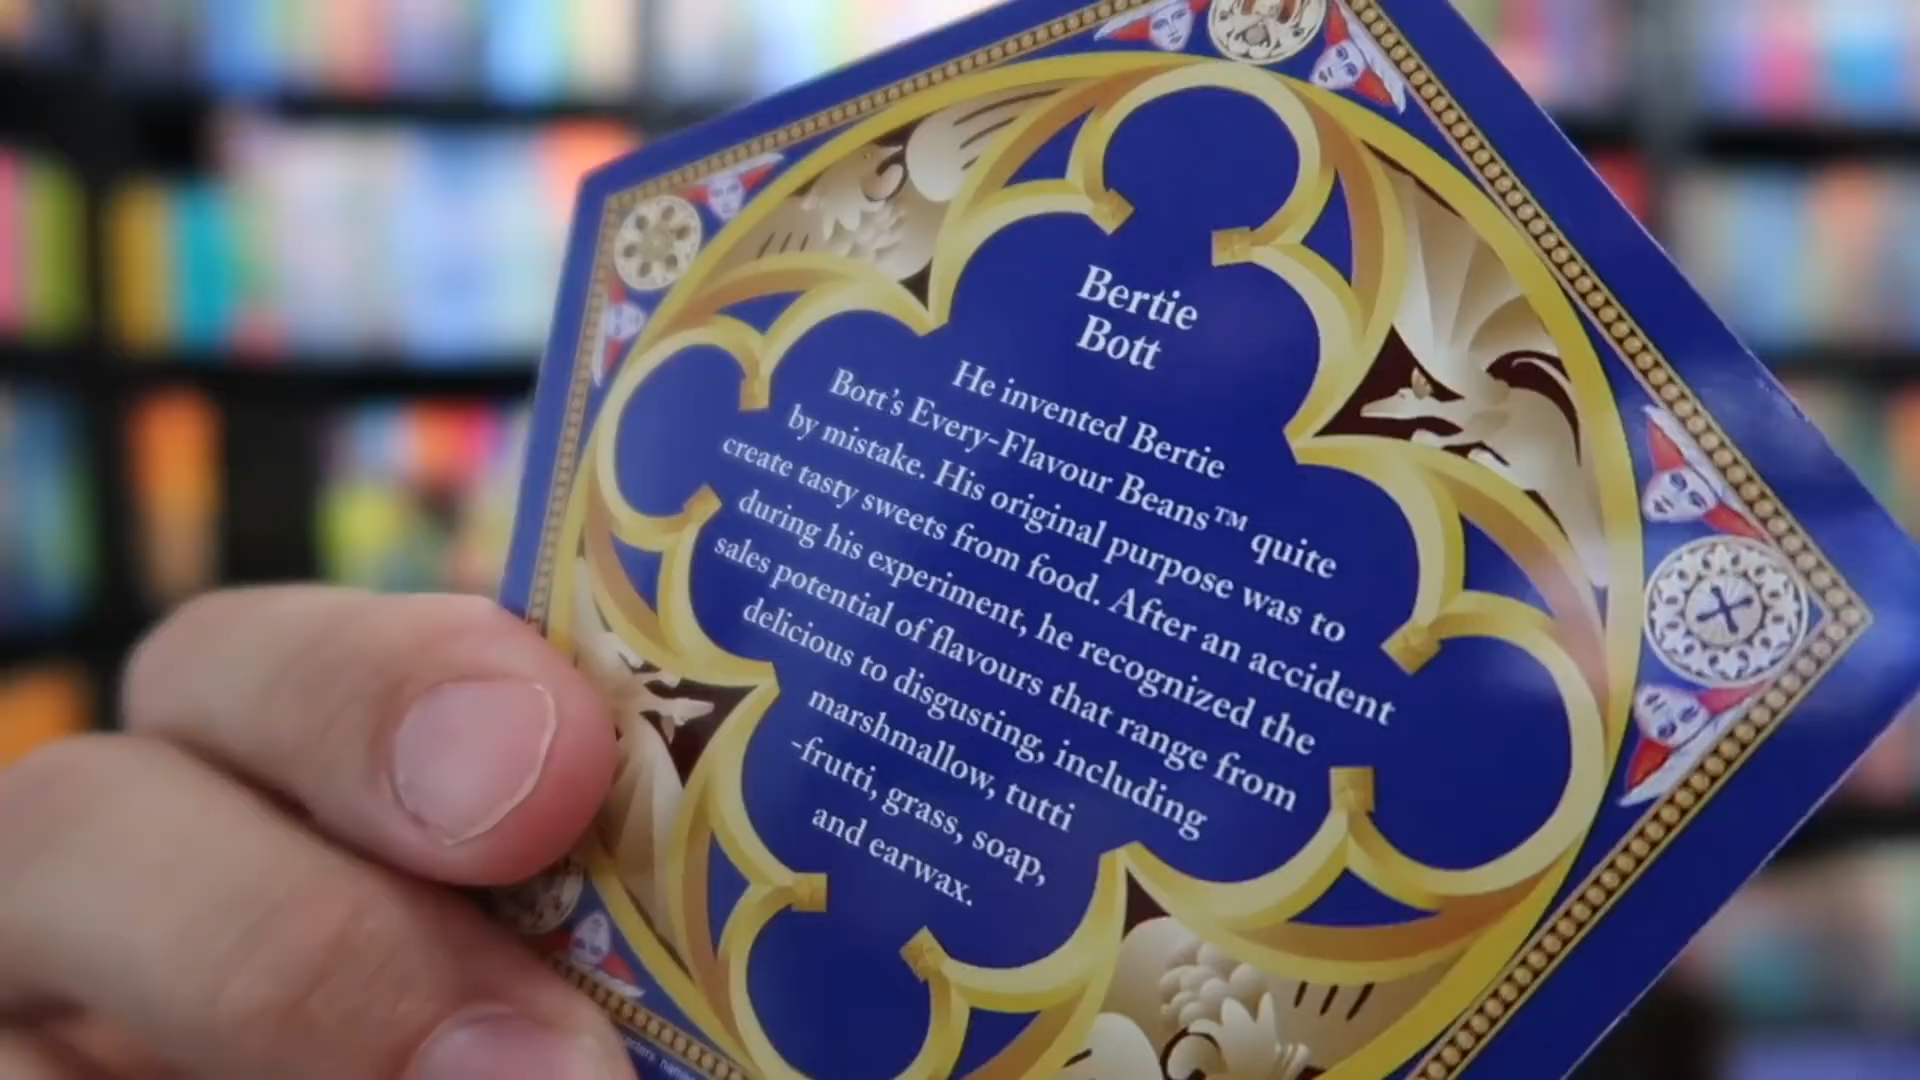 Bertie
Bott
He invented Bertie
Bott's Every-Flavour Beans™ quite
by mistake. His original purpose was to
create tasty sweets from food. After an accident
during his experiment, he recognized the
sales potential of flavours that range from
delicious to disgusting, including
marshmallow, tutti
-frutti, grass, soap,
and earwax.